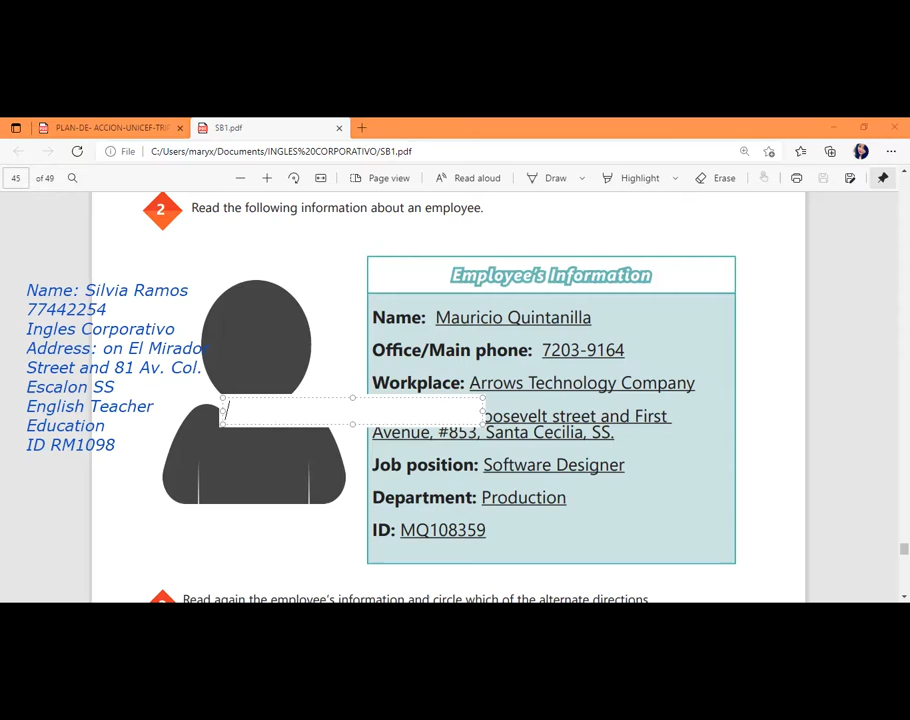 PLAN-DE- ACCION-UNICEF-TRIF
SB1.pdf
File
C:/Users/maryx/Documents/INGLES%20CORPORATIVO/SB1.pdf
45 of 49
Page view
Read aloud
Draw
Highlight
Erase
2 Read the following information about an employee.
Name: Silvia Ramos
77442254
Ingles Corporativo
Address: on El Mirador
Street and 81 Av. Col.
Escalon SS
English Teacher
Education
ID RM1098
Employee's Information
Name: Mauricio Quintanilla
Office/Main phone: 7203-9164
Workplace: Arrows Technology Company
oosevelt street and First
Avenue, #853, Santa Cecilia, SS.
Job position: Software Designer
Department: Production
ID: MQ108359
Read again the employee's information and circle which of the alternate directions